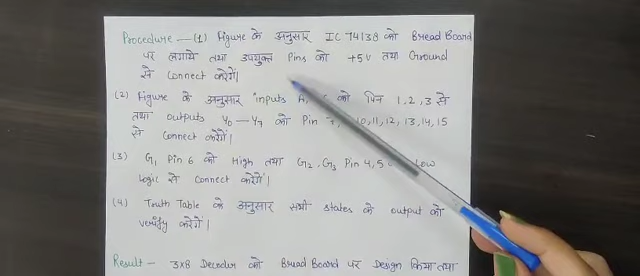 Procedure — (1) Figure के अनुसार IC 74138 को Bread Board
पर लगाये तथा उपयुक्त Pins को +5V तथा Ground
से Connect करेगें।
(2) Figure के अनुसार inputs को पिन 1, 2, 3 से
तथा outputs Y0 — Y7 को Pin 7, 10, 11, 12, 13, 14, 15
से Connect करेगें।
(3) G1 Pin 6 को High तथा G2, G3 Pin 4, 5 Low
Logic से Connect करेगें।
(4) Truth Table के अनुसार सभी states के output को
verify करेगें।
Result — 3X8 Decoder को Bread Board पर Design किया तथा